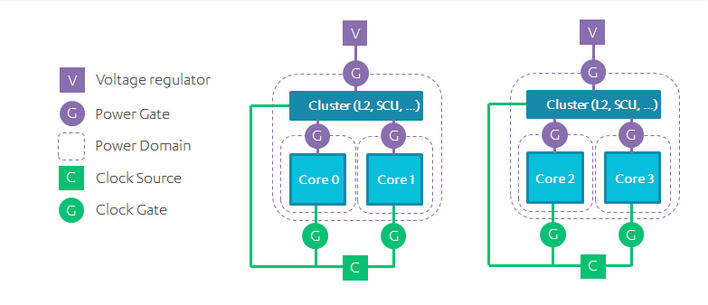 V Voltage regulator
G Power Gate
Power Domain
C Clock Source
G Clock Gate
V
G
Cluster (L2, SCU, ...)
G G
Core 0 Core 1
G G
C
V
G
Cluster (L2, SCU, ...)
G G
Core 2 Core 3
G G
C